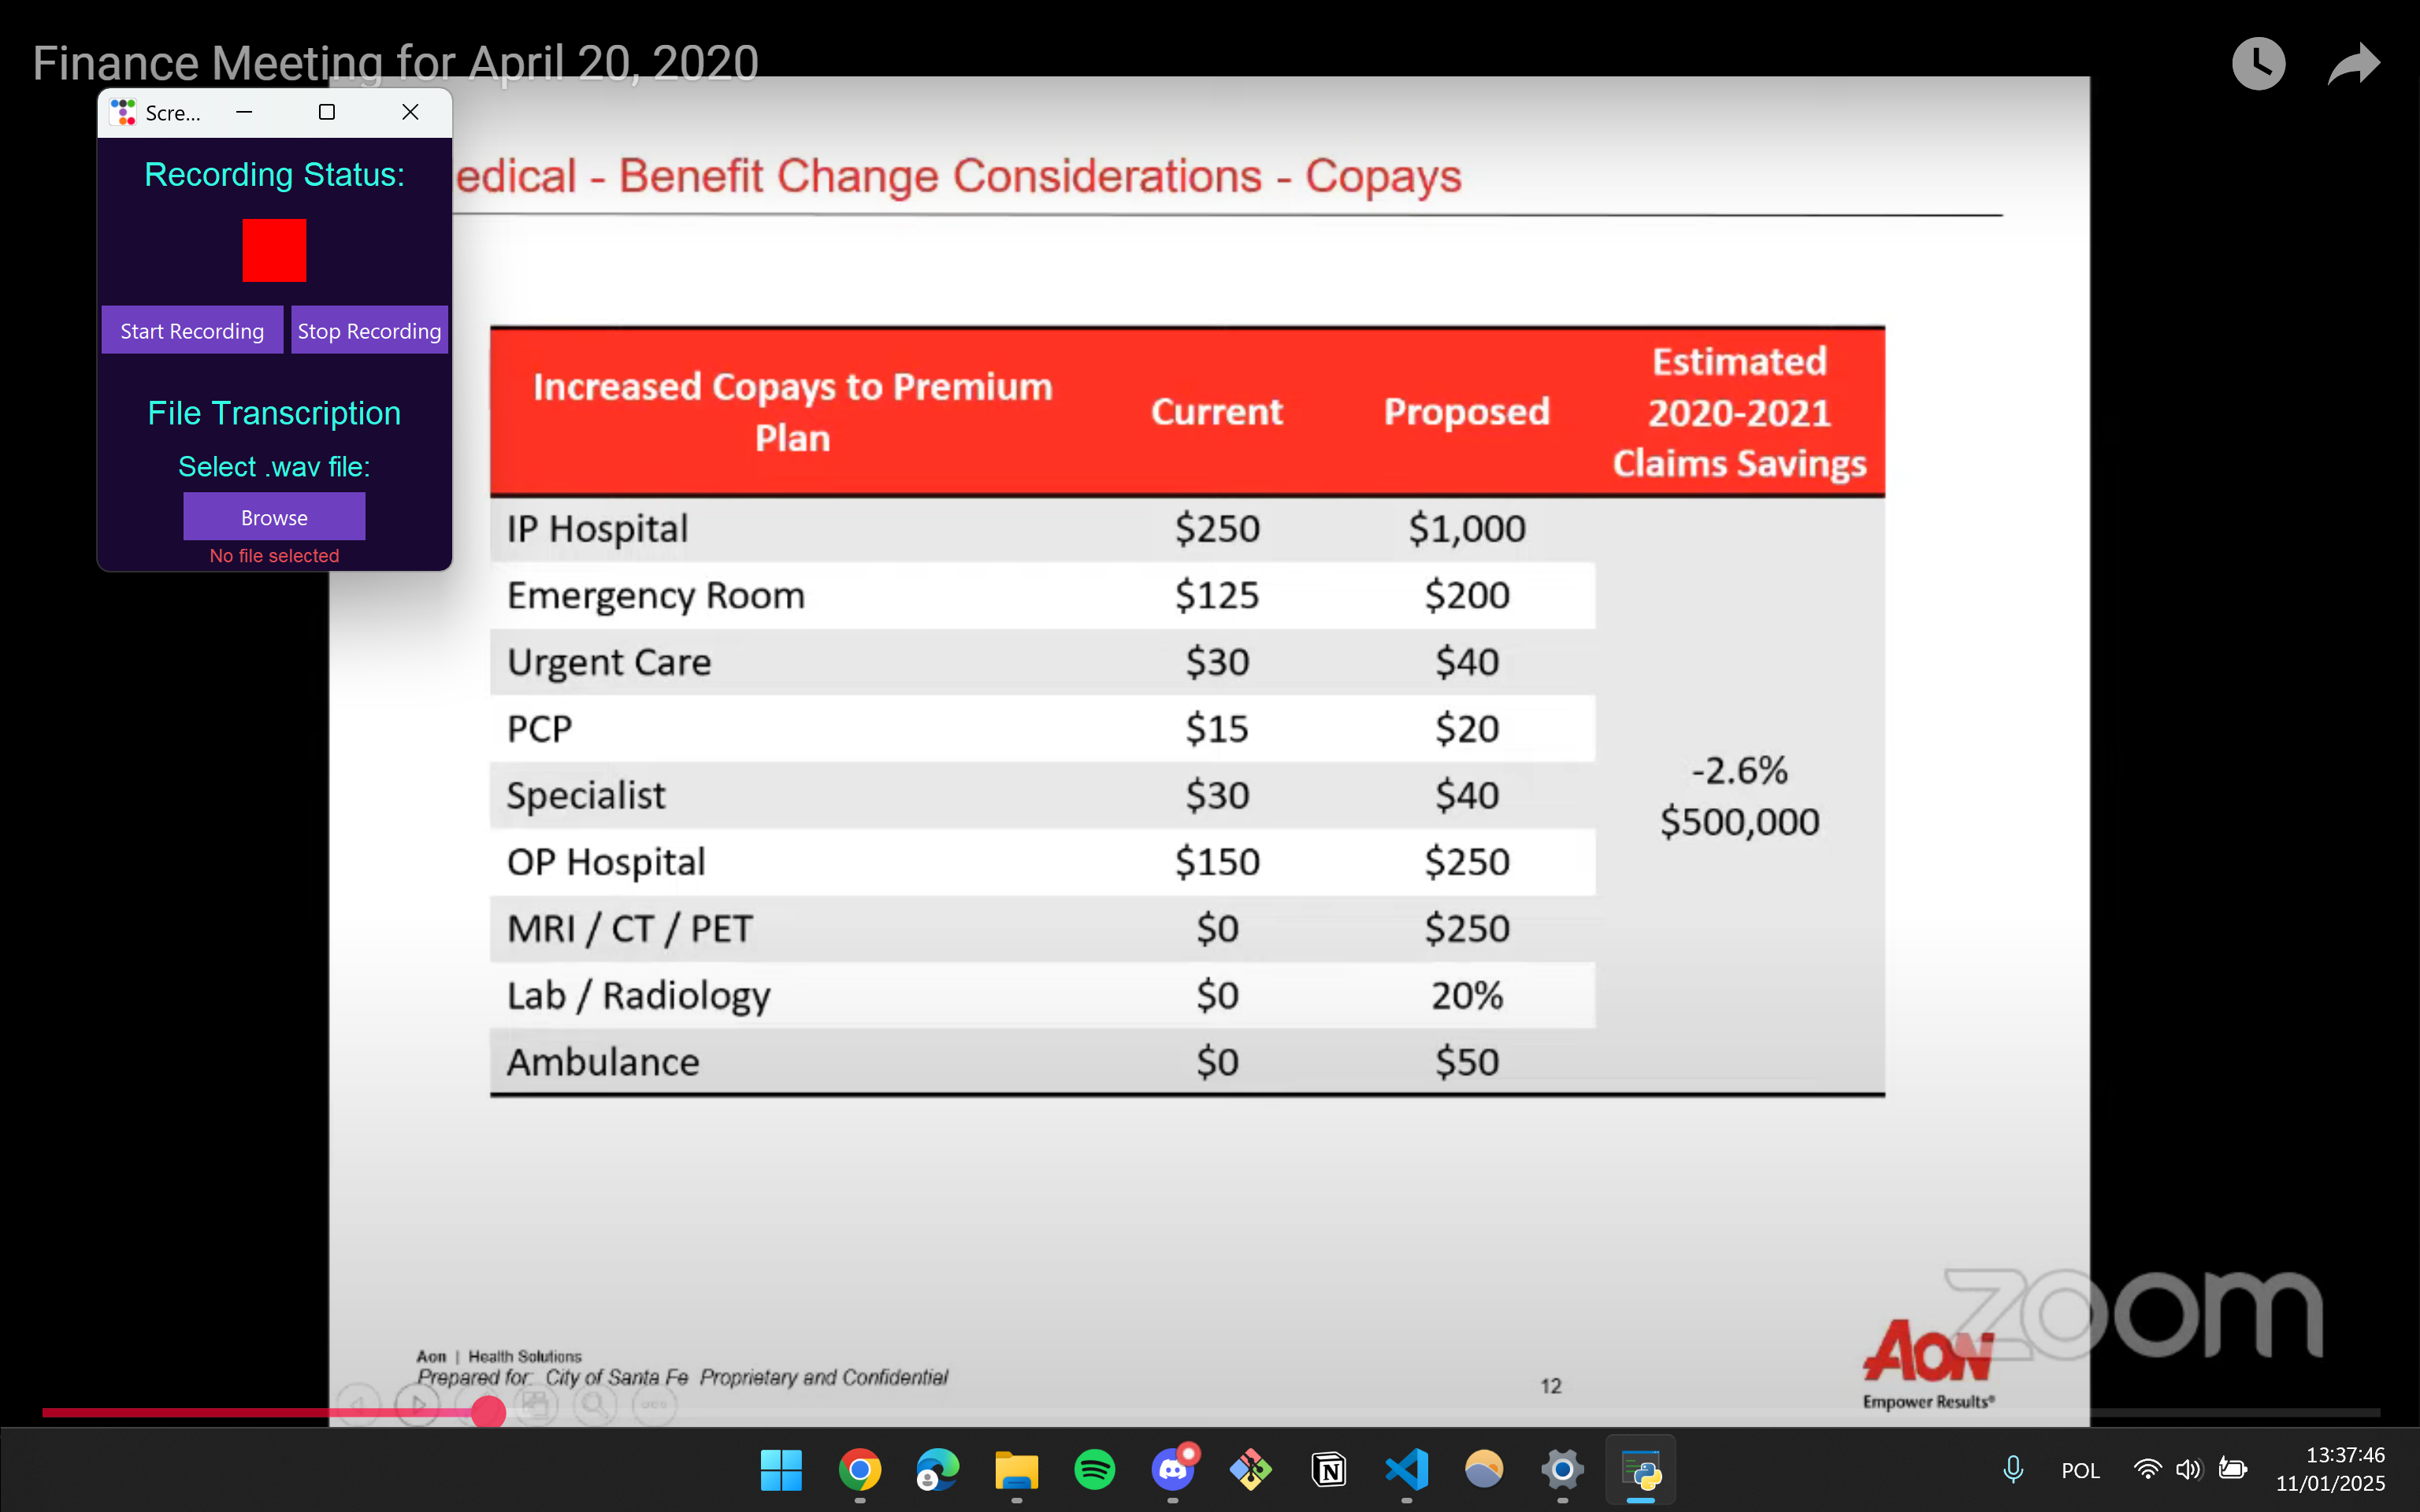 Finance Meeting for April 20, 2020
Scre...
Recording Status:
Start Recording Stop Recording
File Transcription
Select .wav file:
Browse
No file selected
edical - Benefit Change Considerations - Copays
Increased Copays to Premium Plan Current Proposed Estimated 2020-2021 Claims Savings
IP Hospital $250 $1,000
Emergency Room $125 $200
Urgent Care $30 $40
PCP $15 $20
Specialist $30 $40
-2.6%
$500,000
OP Hospital $150 $250
MRI / CT / PET $0 $250
Lab / Radiology $0 20%
Ambulance $0 $50
zoom
Aon | Health Solutions
Prepared for: City of Santa Fe Proprietary and Confidential
12
AON
Empower Results®
POL
13:37:46
11/01/2025